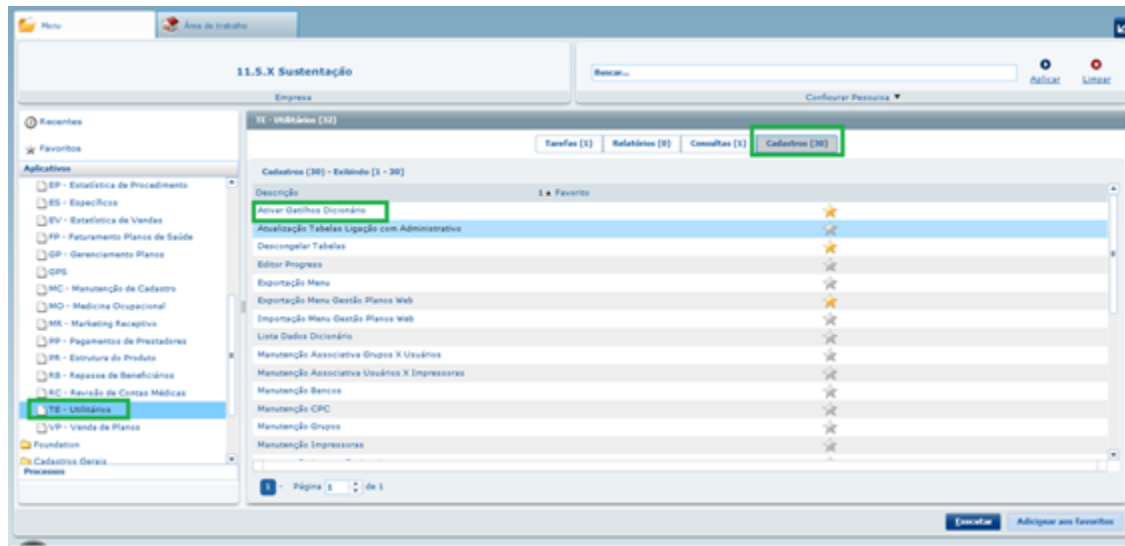 Menu
Área de trabalho
11.5.X Sustentação
Empresa
Buscar...
Aplicar
Limpar
Configurar Pesquisa
Recentes
Favoritos
Aplicativos
EP - Estatística de Procedimento
ES - Específicos
EV - Estatística de Vendas
FP - Faturamento Planos de Saúde
GP - Gerenciamento Planos
GPS
MC - Manutenção de Cadastro
MO - Medicina Ocupacional
MR - Marketing Receptivo
PP - Pagamentos de Prestadores
PR - Estrutura do Produto
RB - Repasse de Beneficiários
RC - Revisão de Contas Médicas
TE - Utilitários
VP - Venda de Planos
Foundation
Cadastros Gerais
Processos
TE - Utilitários (32)
Tarefas (1)
Relatórios (0)
Consultas (1)
Cadastros (30)
Cadastros (30) - Exibindo [1 - 30]
Descrição 1 Favorito
Ativar Gatilhos Dicionário
Atualização Tabelas Ligação com Administrativo
Descongelar Tabelas
Editor Progress
Exportação Menu
Exportação Menu Gestão Planos Web
Importação Menu Gestão Planos Web
Lista Dados Dicionário
Manutenção Associativa Grupos X Usuários
Manutenção Associativa Usuários X Impressoras
Manutenção Bancos
Manutenção CPC
Manutenção Grupos
Manutenção Impressoras
1 - Página 1 de 1
Executar
Adicionar aos favoritos